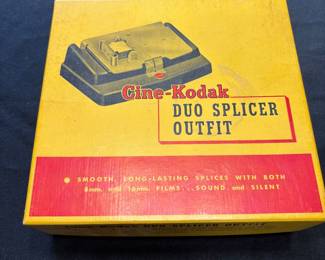 Cine-Kodak
DUO SPLICER
OUTFIT
• SMOOTH, LONG-LASTING SPLICES WITH BOTH
8mm. and 16mm. FILMS...SOUND and SILENT
DUO SPLICER OUTFIT